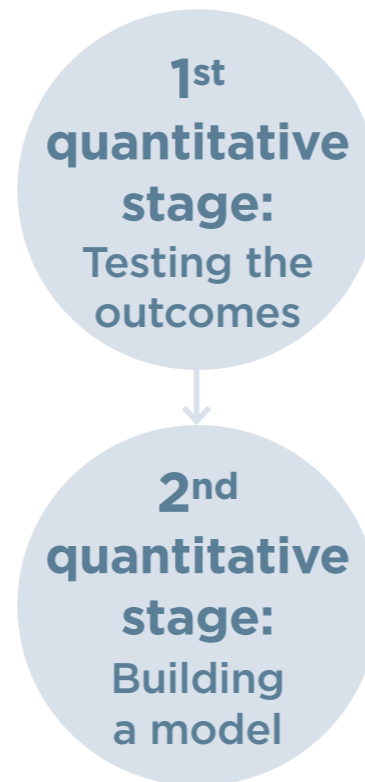 1st
quantitative
stage:
Testing the
outcomes
2nd
quantitative
stage:
Building
a model